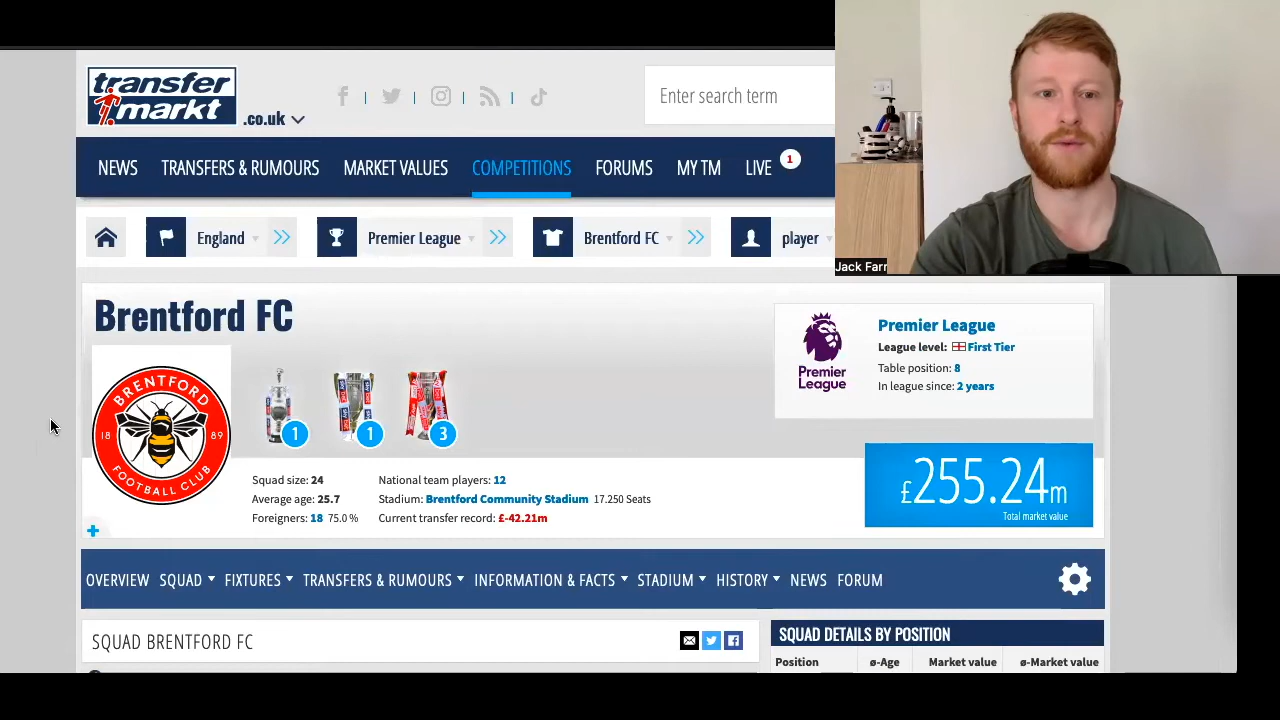 transfer
markt
.co.uk
Enter search term
NEWS TRANSFERS & RUMOURS MARKET VALUES COMPETITIONS FORUMS MY TM LIVE 1
England Premier League Brentford FC player
Jack Farr
Brentford FC
BRENTFORD
18 89
FOOTBALL CLUB
1 1 3
Premier League
Premier League
League level: First Tier
Table position: 8
In league since: 2 years
Squad size: 24 National team players: 12
Average age: 25.7 Stadium: Brentford Community Stadium 17.250 Seats
Foreigners: 18 75.0 % Current transfer record: £-42.21m
£255.24m
Total market value
OVERVIEW SQUAD FIXTURES TRANSFERS & RUMOURS INFORMATION & FACTS STADIUM HISTORY NEWS FORUM
SQUAD BRENTFORD FC
SQUAD DETAILS BY POSITION
Position ø-Age Market value ø-Market value